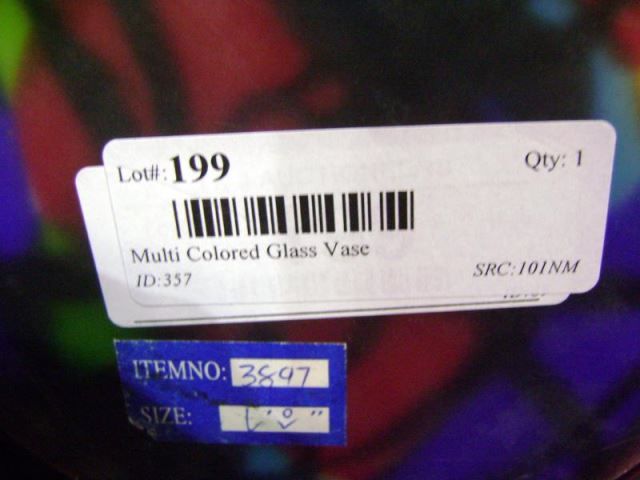 Lot#:199 Qty: 1
Multi Colored Glass Vase
ID:357 SRC:101NM
ITEMNO: 3897
SIZE: